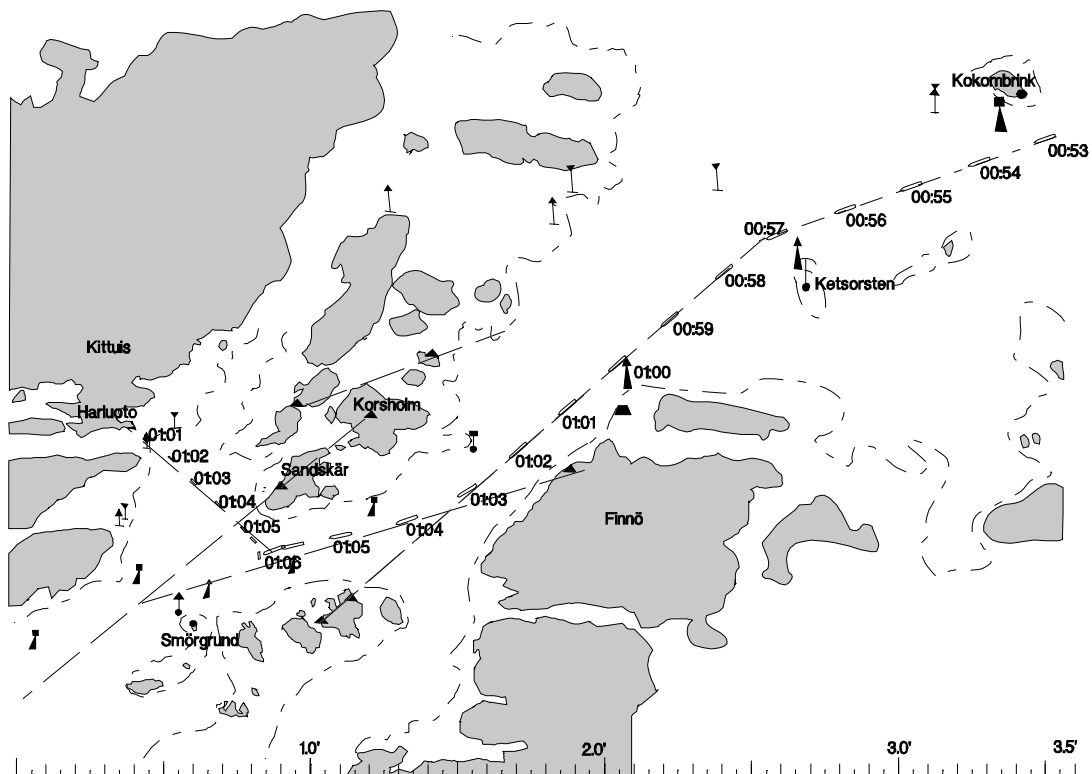 Kokombrink
00:53
00:54
00:55
00:56
00:57
00:58
Ketsorsten
00:59
Kittuis
01:00
Korsholm
Harluoto
01:01
01:01
01:02
01:02
Sandskär
01:03
01:03
01:04
01:04
Finnö
01:05
01:05
01:06
Smörgrund
1.0'
2.0'
3.0'
3.5'